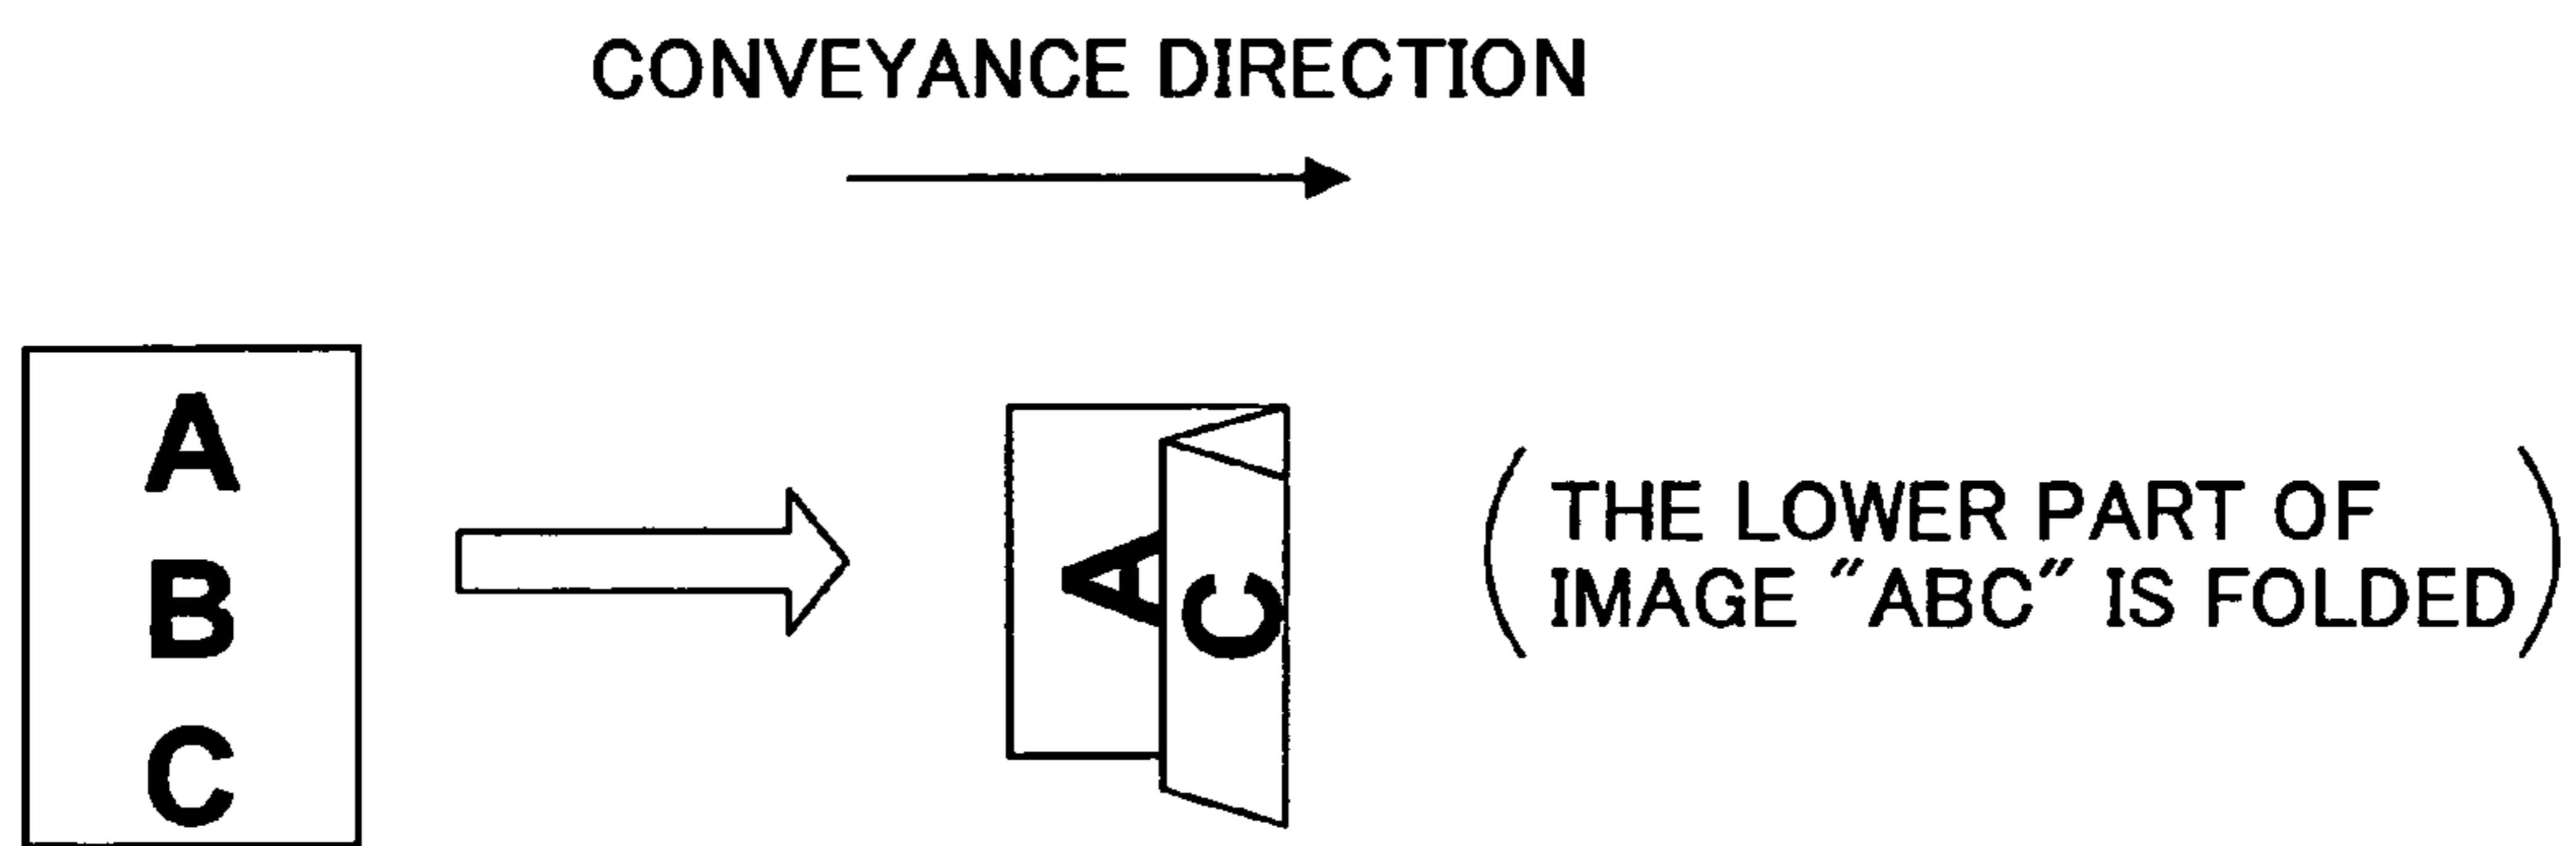 CONVEYANCE DIRECTION
A
B
C
A
C
(THE LOWER PART OF
IMAGE "ABC" IS FOLDED)